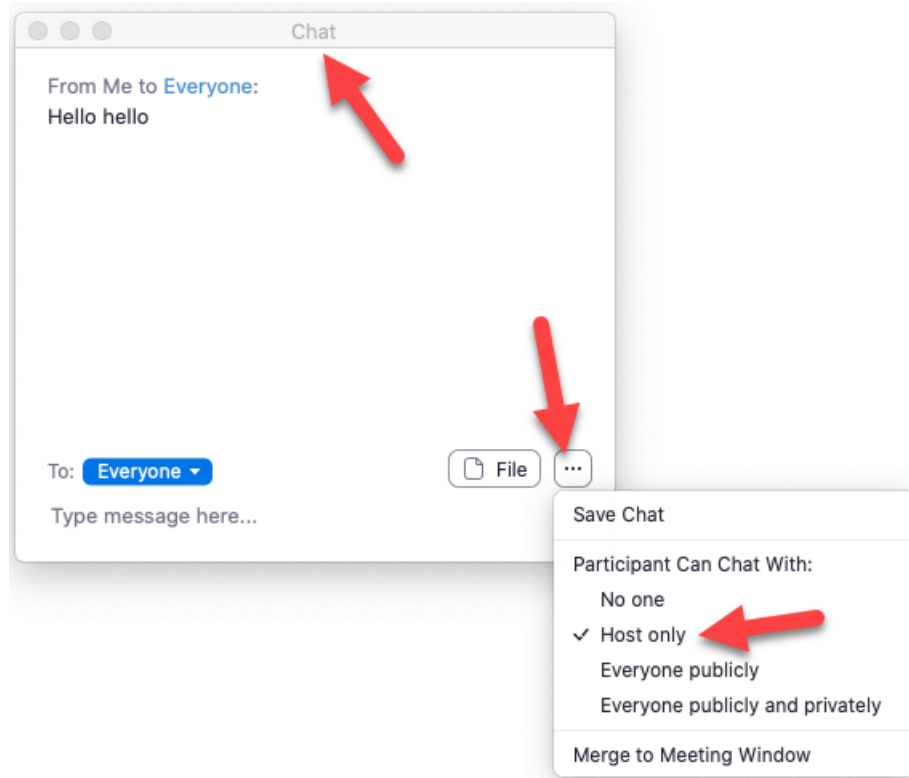 Chat
From Me to Everyone:
Hello hello
To: Everyone File ...
Type message here...
Save Chat
Participant Can Chat With:
No one
Host only
Everyone publicly
Everyone publicly and privately
Merge to Meeting Window